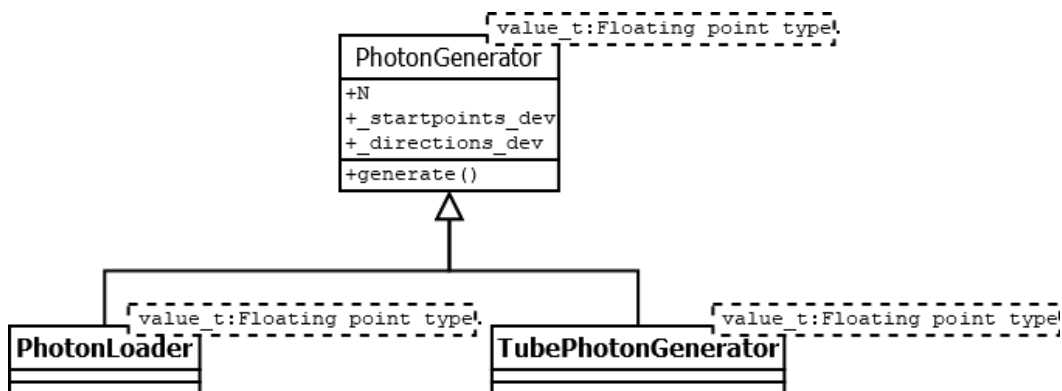 value_t:Floating point type
PhotonGenerator
+N
+_startpoints_dev
+_directions_dev
+generate()
value_t:Floating point type
value_t:Floating point type
PhotonLoader
TubePhotonGenerator